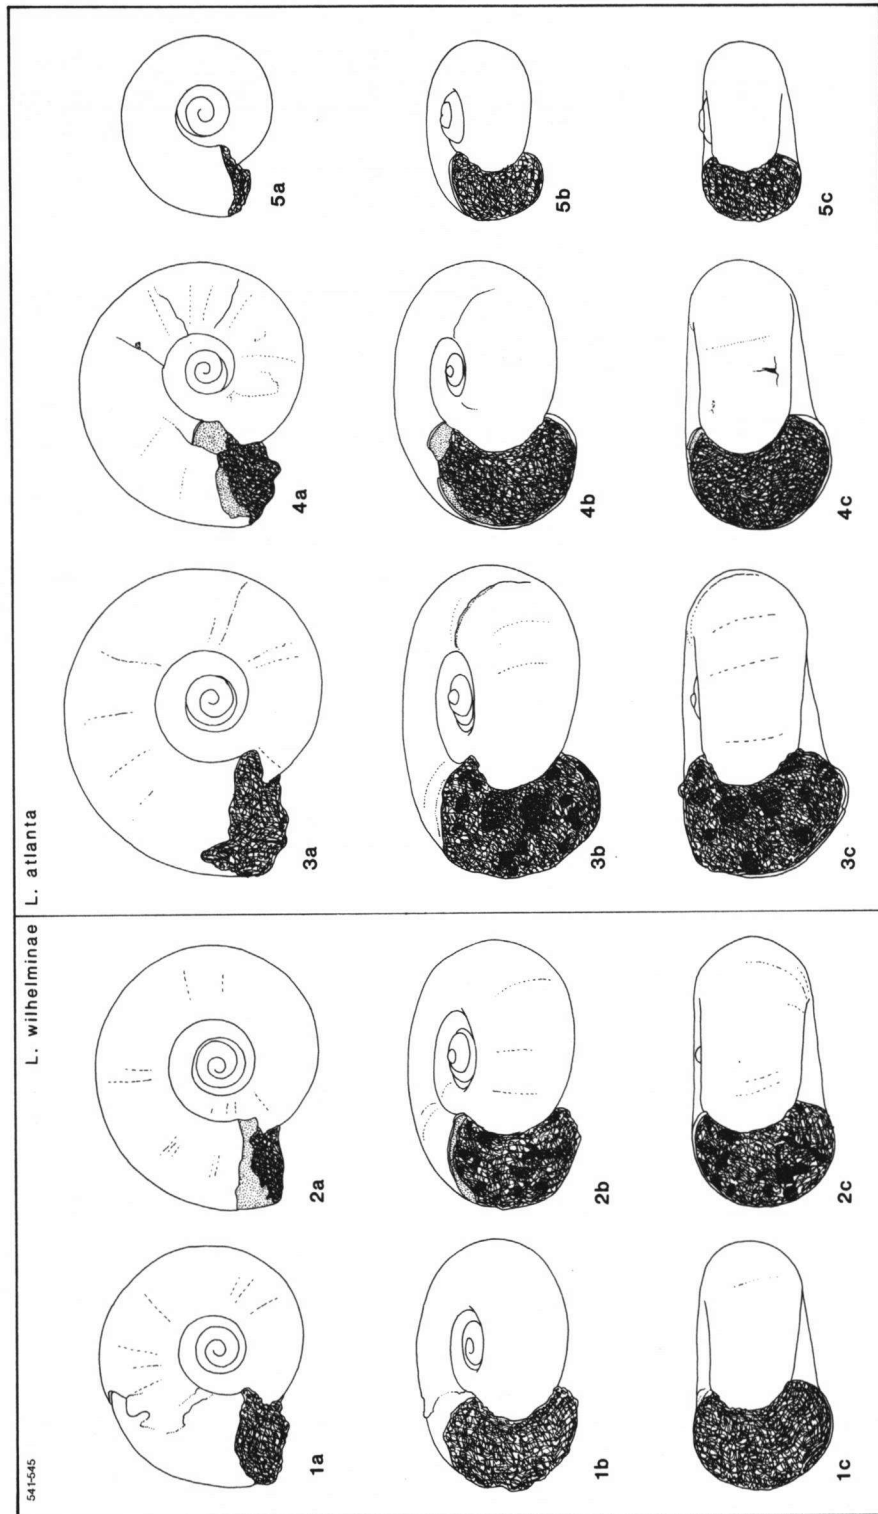 541-545
L. wilhelminae
L. atlanta
1a
2a
3a
4a
5a
1b
2b
3b
4b
5b
1c
2c
3c
4c
5c